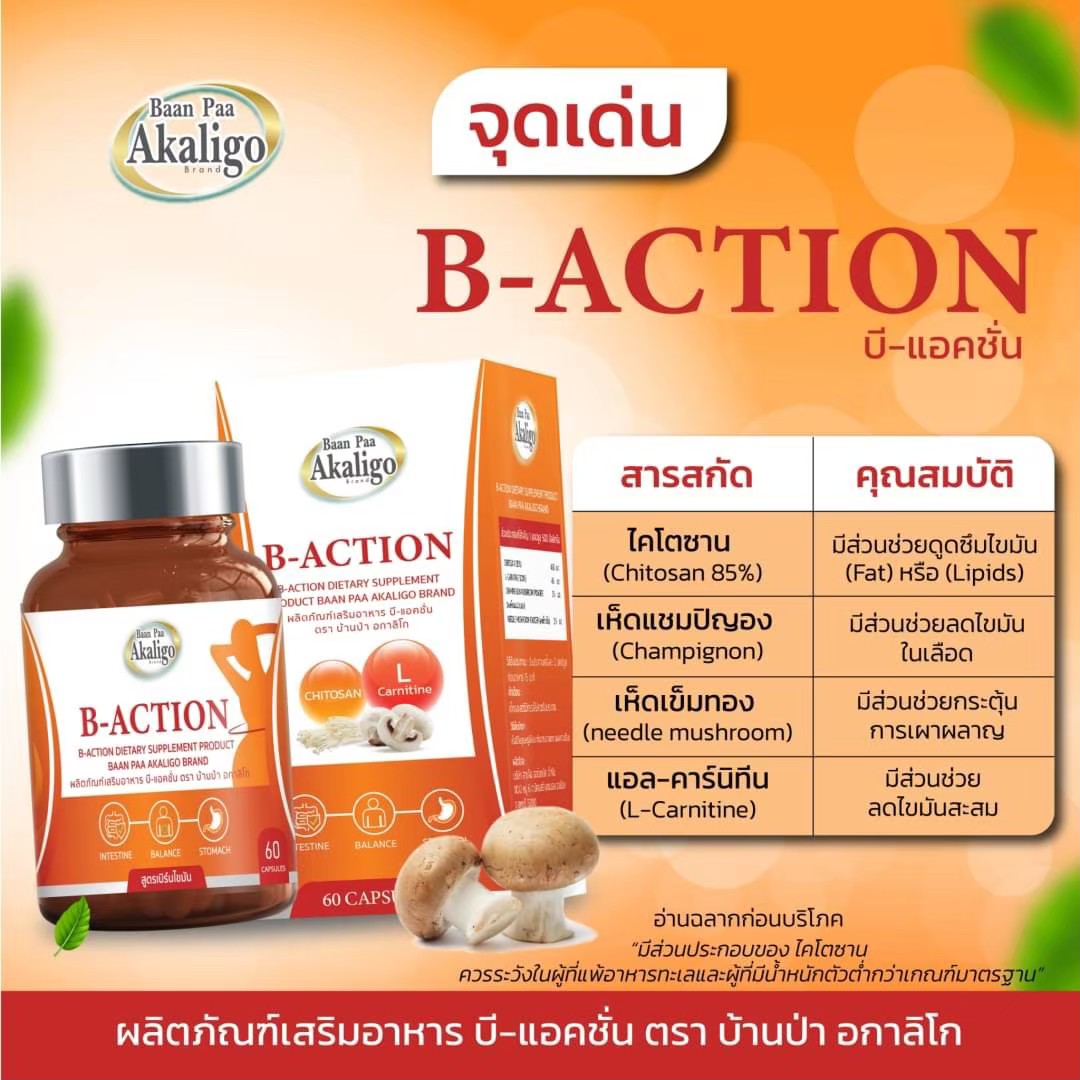 Baan Paa
Akaligo
Brand
จุดเด่น
B-ACTION
บี-แอคชั่น
สารสกัด
คุณสมบัติ
ไคโตซาน
(Chitosan 85%)
มีส่วนช่วยดูดซึมไขมัน
(Fat) หรือ (Lipids)
เห็ดแชมปิญอง
(Champignon)
มีส่วนช่วยลดไขมัน
ในเลือด
เห็ดเข็มทอง
(needle mushroom)
มีส่วนช่วยกระตุ้น
การเผาผลาญ
แอล-คาร์นิทีน
(L-Carnitine)
มีส่วนช่วย
ลดไขมันสะสม
Baan Paa
Akaligo
Brand
B-ACTION
B-ACTION DIETARY SUPPLEMENT PRODUCT
BAAN PAA AKALIGO BRAND
ผลิตภัณฑ์เสริมอาหาร บี-แอคชั่น ตรา บ้านป่า อกาลิโก
INTESTINE
BALANCE
STOMACH
60
CAPSULES
สูตรเบิร์นไขมัน
Baan Paa
Akaligo
Brand
B-ACTION
B-ACTION DIETARY SUPPLEMENT
PRODUCT BAAN PAA AKALIGO BRAND
ผลิตภัณฑ์เสริมอาหาร บี-แอคชั่น
ตรา บ้านป่า อกาลิโก
CHITOSAN
L
Carnitine
BALANCE
60 CAPSU
Baan Paa
Akaligo
B-ACTION DIETARY SUPPLEMENT PRODUCT
BAAN PAA AKALIGO BRAND
อ่านฉลากก่อนบริโภค
“มีส่วนประกอบของ ไคโตซาน
ควรระวังในผู้ที่แพ้อาหารทะเลและผู้ที่มีน้ำหนักตัวต่ำกว่าเกณฑ์มาตรฐาน”
ผลิตภัณฑ์เสริมอาหาร บี-แอคชั่น ตรา บ้านป่า อกาลิโก